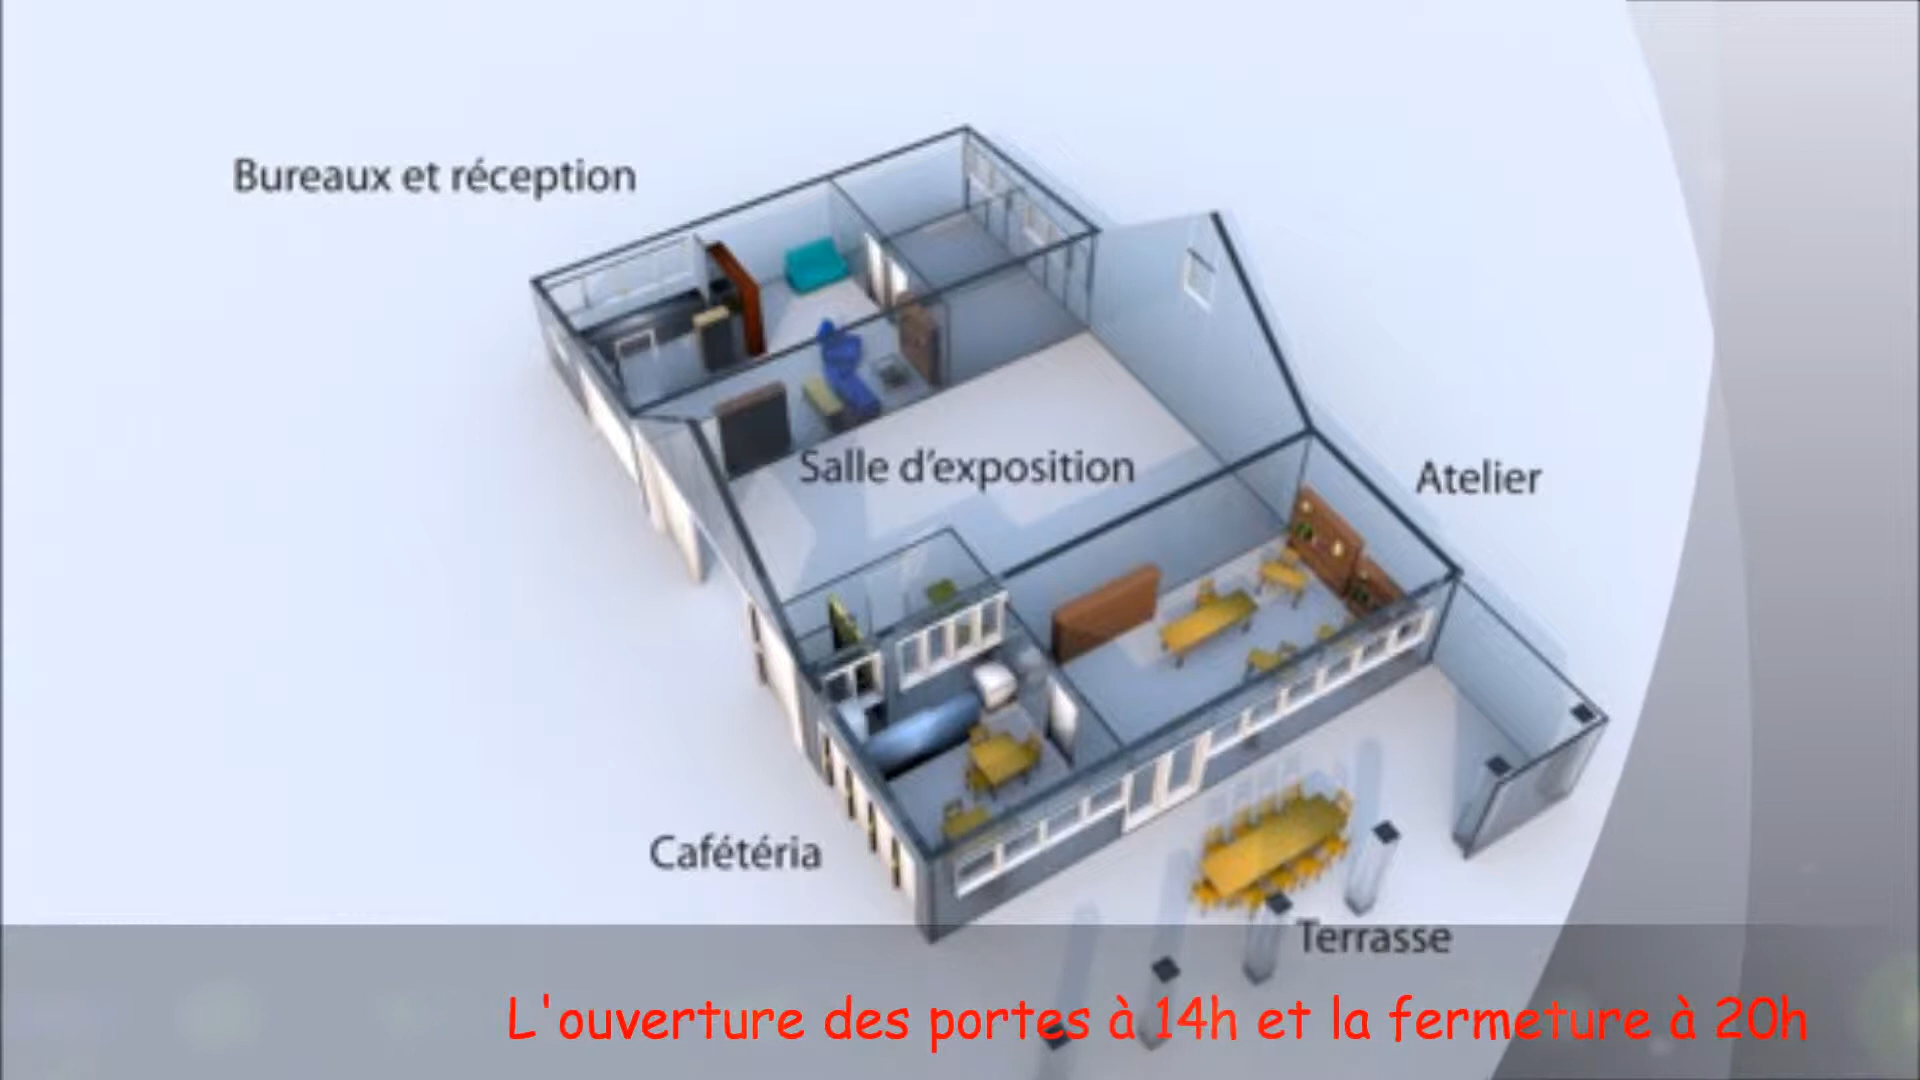 Bureaux et réception
Salle d'exposition
Atelier
Cafétéria
Terrasse
L'ouverture des portes à 14h et la fermeture à 20h